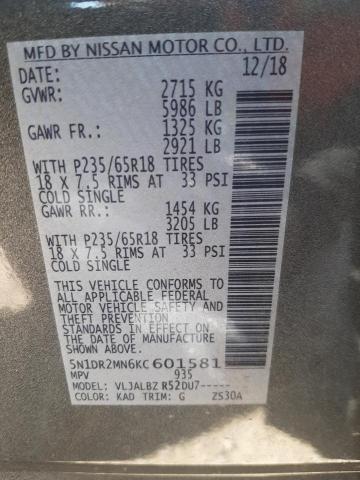 MFD BY NISSAN MOTOR CO., LTD.
DATE: 12/18
GVWR: 2715 KG
5986 LB
GAWR FR.: 1325 KG
2921 LB
WITH P235/65R18 TIRES
18 X 7.5 RIMS AT 33 PSI
COLD SINGLE
GAWR RR.: 1454 KG
3205 LB
WITH P235/65R18 TIRES
18 X 7.5 RIMS AT 33 PSI
COLD SINGLE
THIS VEHICLE CONFORMS TO
ALL APPLICABLE FEDERAL
MOTOR VEHICLE SAFETY AND
THEFT PREVENTION
STANDARDS IN EFFECT ON
THE DATE OF MANUFACTURE
SHOWN ABOVE.
5N1DR2MN6KC 601581
MPV 935
MODEL: VLJALBZ R52DU7-----
COLOR: KAD TRIM: G ZS30A